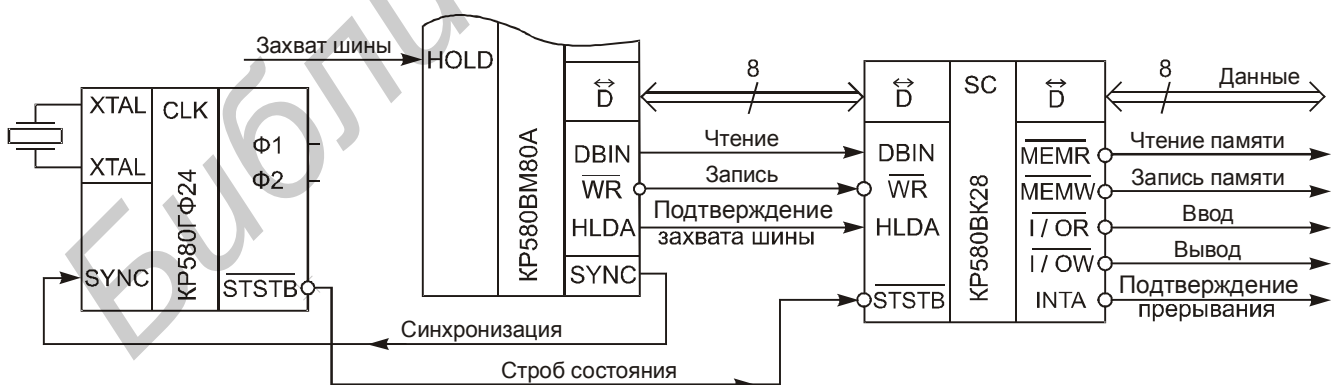 Библи
Захват шины
HOLD
XTAL
CLK
XTAL
Ф1
Ф2
SYNC
КР580ГФ24
STSTB
КР580ВМ80А
D
DBIN
WR
HLDA
SYNC
8
Чтение
Запись
Подтверждение
захвата шины
D
DBIN
WR
HLDA
STSTB
SC
КР580ВК28
D
MEMR
MEMW
I / OR
I / OW
INTA
8
Данные
Чтение памяти
Запись памяти
Ввод
Вывод
Подтверждение
прерывания
Синхронизация
Строб состояния